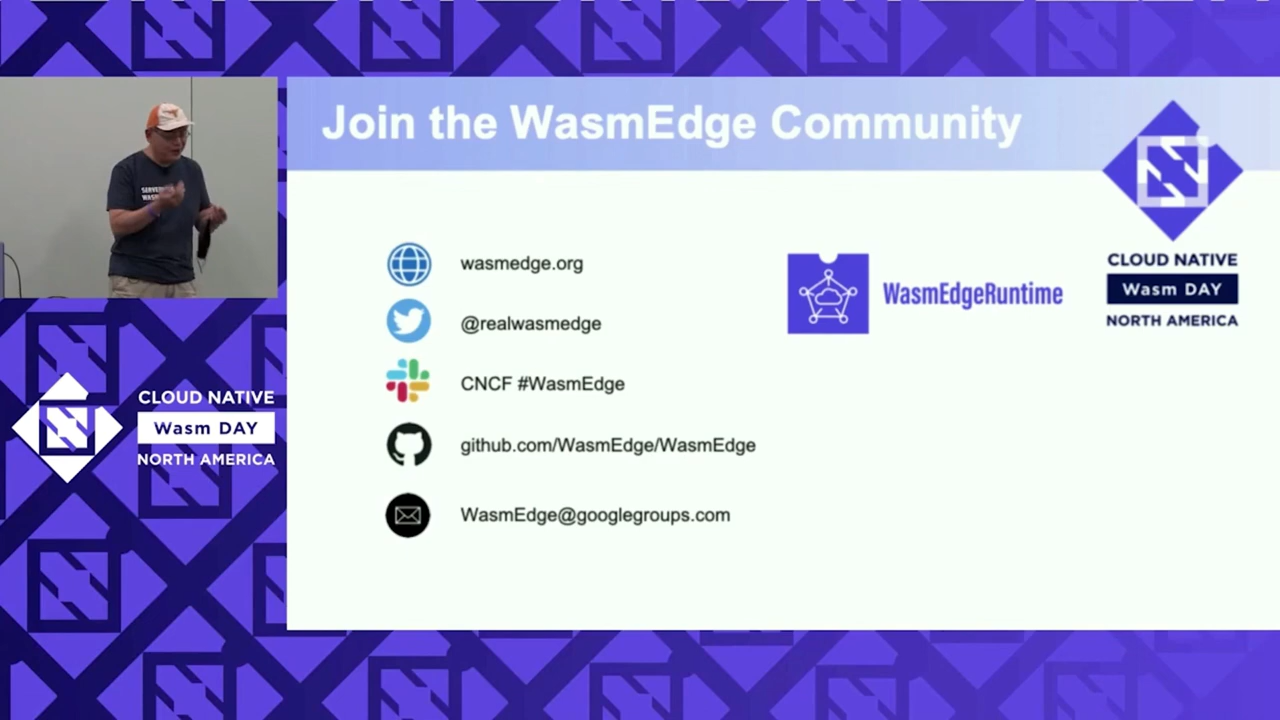 Join the WasmEdge Community
wasmedge.org
@realwasmedge
CNCF #WasmEdge
github.com/WasmEdge/WasmEdge
WasmEdge@googlegroups.com
WasmEdgeRuntime
CLOUD NATIVE
Wasm DAY
NORTH AMERICA
CLOUD NATIVE
Wasm DAY
NORTH AMERICA